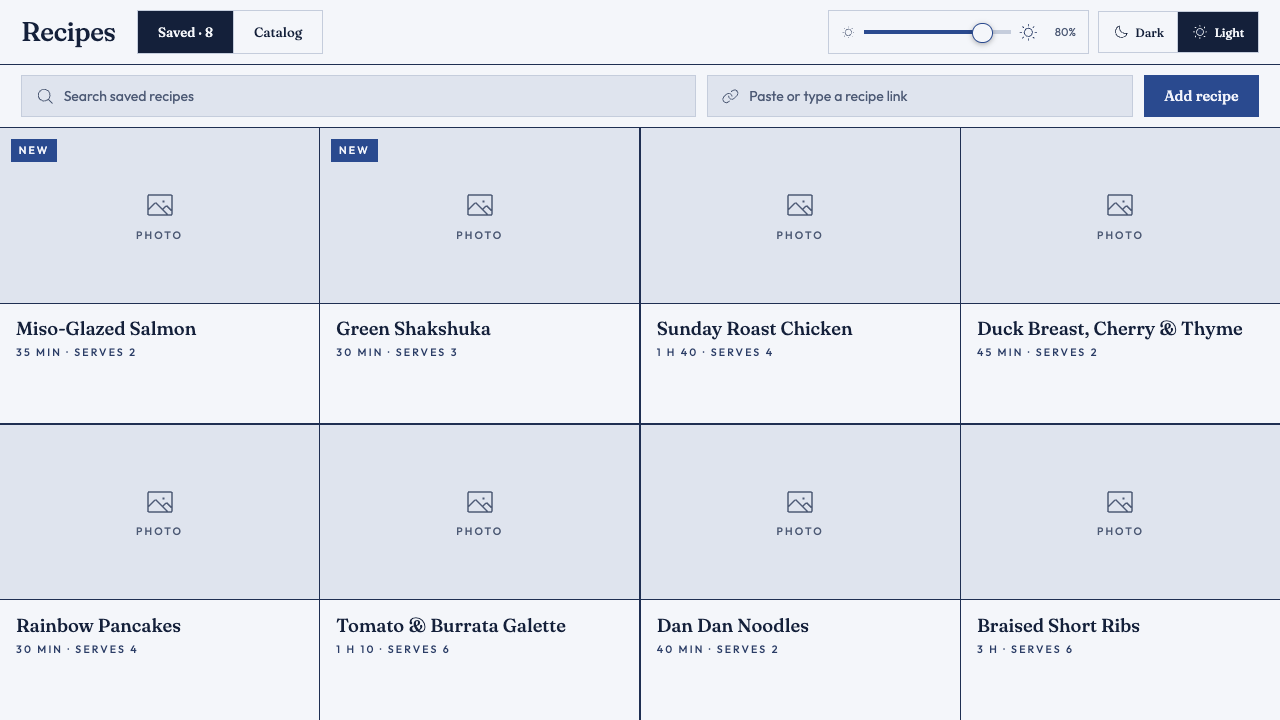 Recipes
Saved · 8
Catalog
80%
Dark
Light
Search saved recipes
Paste or type a recipe link
Add recipe
NEW
PHOTO
NEW
PHOTO
PHOTO
PHOTO
Miso-Glazed Salmon
35 MIN · SERVES 2
Green Shakshuka
30 MIN · SERVES 3
Sunday Roast Chicken
1 H 40 · SERVES 4
Duck Breast, Cherry & Thyme
45 MIN · SERVES 2
PHOTO
PHOTO
PHOTO
PHOTO
Rainbow Pancakes
30 MIN · SERVES 4
Tomato & Burrata Galette
1 H 10 · SERVES 6
Dan Dan Noodles
40 MIN · SERVES 2
Braised Short Ribs
3 H · SERVES 6